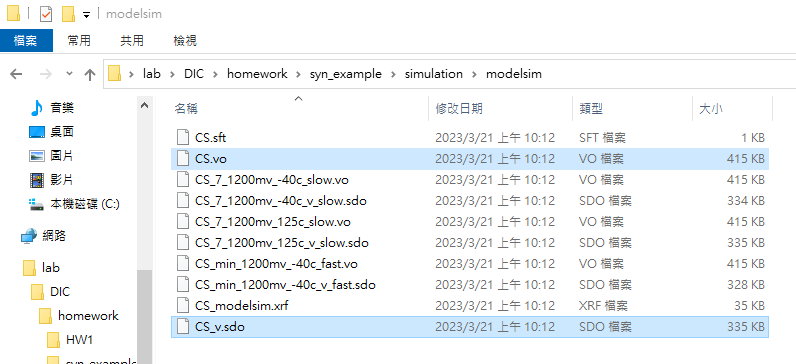 modelsim
檔案 常用 共用 檢視
lab DIC homework syn_example simulation modelsim
音樂
桌面
圖片
影片
本機磁碟 (C:)
網路
lab
DIC
homework
HW1
syn_example
名稱 修改日期 類型 大小
CS.sft 2023/3/21 上午 10:12 SFT 檔案 1 KB
CS.vo 2023/3/21 上午 10:12 VO 檔案 415 KB
CS_7_1200mv_-40c_slow.vo 2023/3/21 上午 10:12 VO 檔案 415 KB
CS_7_1200mv_-40c_v_slow.sdo 2023/3/21 上午 10:12 SDO 檔案 334 KB
CS_7_1200mv_125c_slow.vo 2023/3/21 上午 10:12 VO 檔案 415 KB
CS_7_1200mv_125c_v_slow.sdo 2023/3/21 上午 10:12 SDO 檔案 335 KB
CS_min_1200mv_-40c_fast.vo 2023/3/21 上午 10:12 VO 檔案 415 KB
CS_min_1200mv_-40c_v_fast.sdo 2023/3/21 上午 10:12 SDO 檔案 328 KB
CS_modelsim.xrf 2023/3/21 上午 10:12 XRF 檔案 35 KB
CS_v.sdo 2023/3/21 上午 10:12 SDO 檔案 335 KB